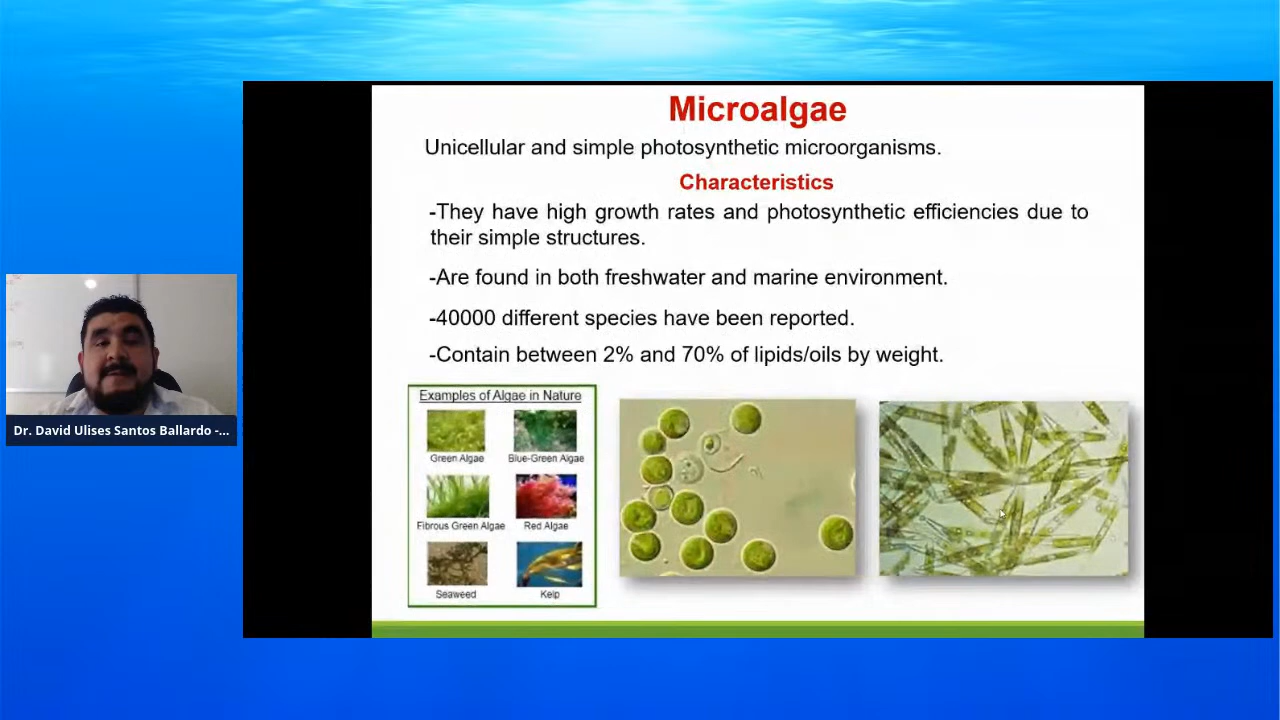 Microalgae
Unicellular and simple photosynthetic microorganisms.
Characteristics
-They have high growth rates and photosynthetic efficiencies due to
their simple structures.
-Are found in both freshwater and marine environment.
-40000 different species have been reported.
-Contain between 2% and 70% of lipids/oils by weight.
Examples of Algae in Nature
Green Algae
Blue-Green Algae
Fibrous Green Algae
Red Algae
Seaweed
Kelp
Dr. David Ulises Santos Ballardo -...